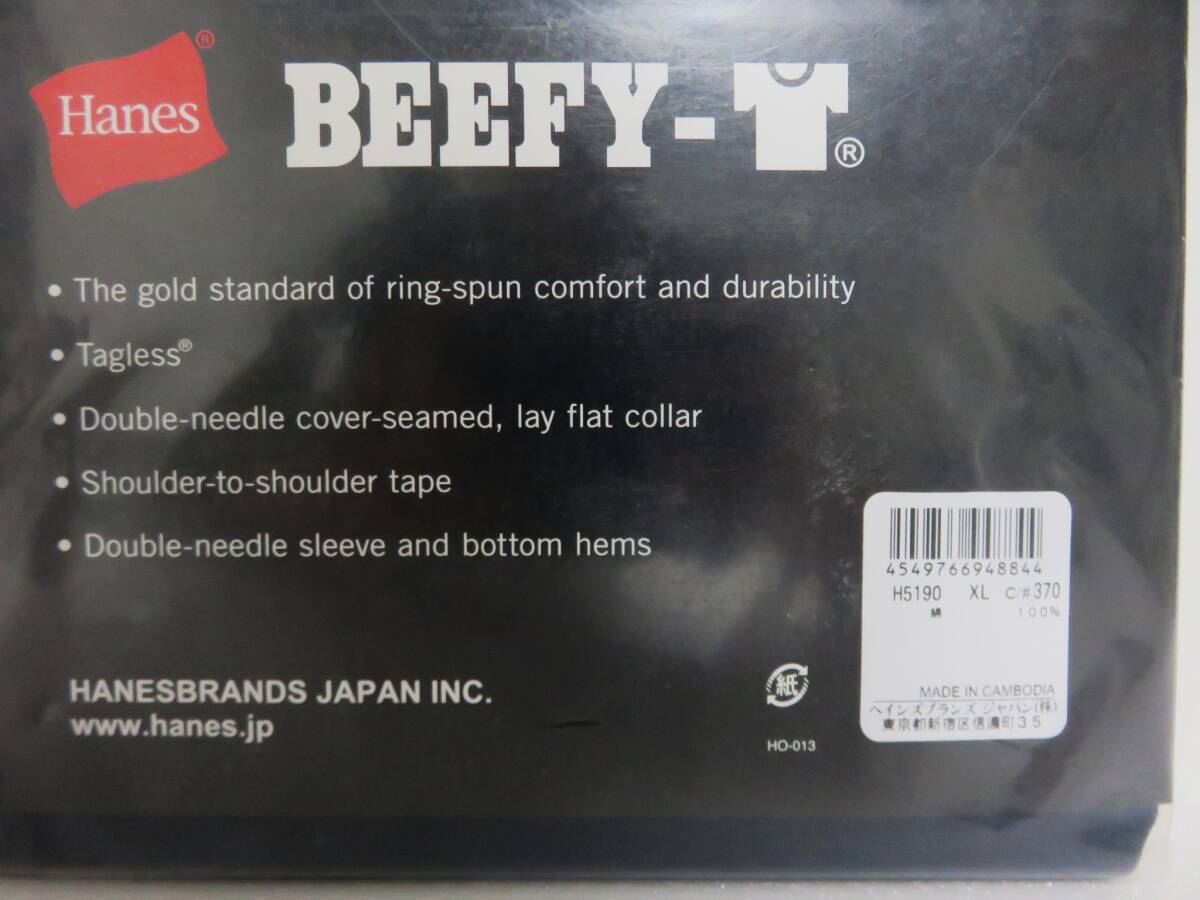 Hanes®
BEEFY-T®
• The gold standard of ring-spun comfort and durability
• Tagless®
• Double-needle cover-seamed, lay flat collar
• Shoulder-to-shoulder tape
• Double-needle sleeve and bottom hems
HANESBRANDS JAPAN INC.
www.hanes.jp
紙
HO-013
4549766948844
H5190 XL C/#370
綿 100%
MADE IN CAMBODIA
ヘインズブランズ ジャパン(株)
東京都新宿区信濃町35